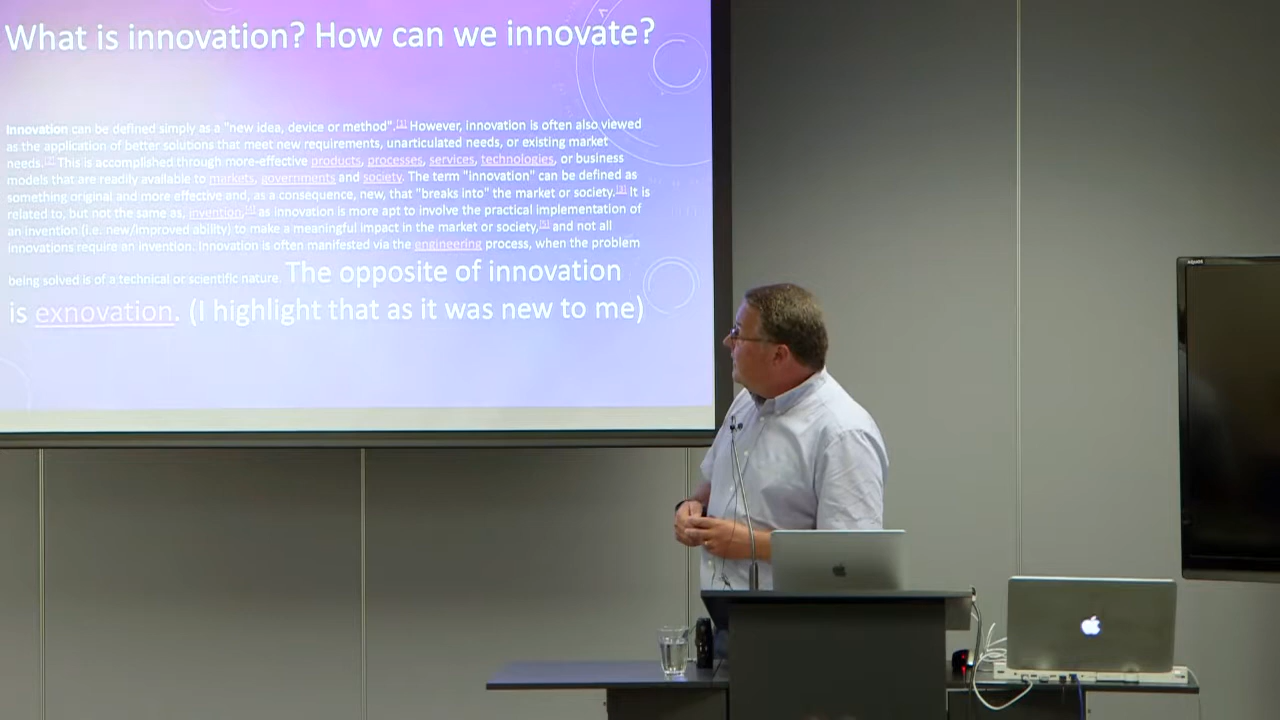 What is innovation? How can we innovate?
Innovation can be defined simply as a "new idea, device or method".[1] However, innovation is often also viewed
as the application of better solutions that meet new requirements, unarticulated needs, or existing market
needs.[2] This is accomplished through more-effective products, processes, services, technologies, or business
models that are readily available to markets, governments and society. The term "innovation" can be defined as
something original and more effective and, as a consequence, new, that "breaks into" the market or society.[3] It is
related to, but not the same as, invention,[4] as innovation is more apt to involve the practical implementation of
an invention (i.e. new/improved ability) to make a meaningful impact in the market or society,[5] and not all
innovations require an invention. Innovation is often manifested via the engineering process, when the problem
being solved is of a technical or scientific nature. The opposite of innovation
is exnovation. (I highlight that as it was new to me)